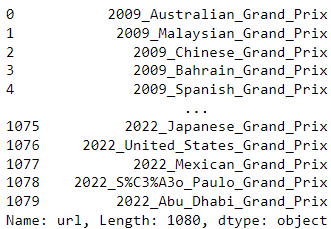 0 2009_Australian_Grand_Prix
1 2009_Malaysian_Grand_Prix
2 2009_Chinese_Grand_Prix
3 2009_Bahrain_Grand_Prix
4 2009_Spanish_Grand_Prix
...
1075 2022_Japanese_Grand_Prix
1076 2022_United_States_Grand_Prix
1077 2022_Mexican_Grand_Prix
1078 2022_S%C3%A3o_Paulo_Grand_Prix
1079 2022_Abu_Dhabi_Grand_Prix
Name: url, Length: 1080, dtype: object